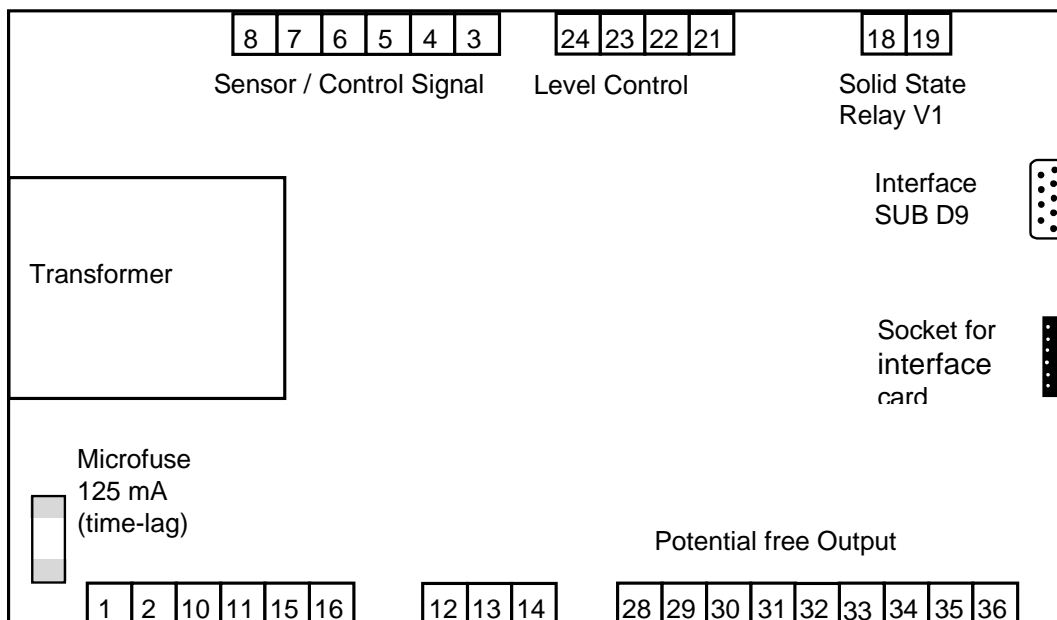 8 7 6 5 4 3
24 23 22 21
18 19
Sensor / Control Signal
Level Control
Solid State
Relay V1
Interface
SUB D9
Transformer
Socket for
interface
card
Microfuse
125 mA
(time-lag)
Potential free Output
1 2 10 11 15 16
12 13 14
28 29 30 31 32 33 34 35 36